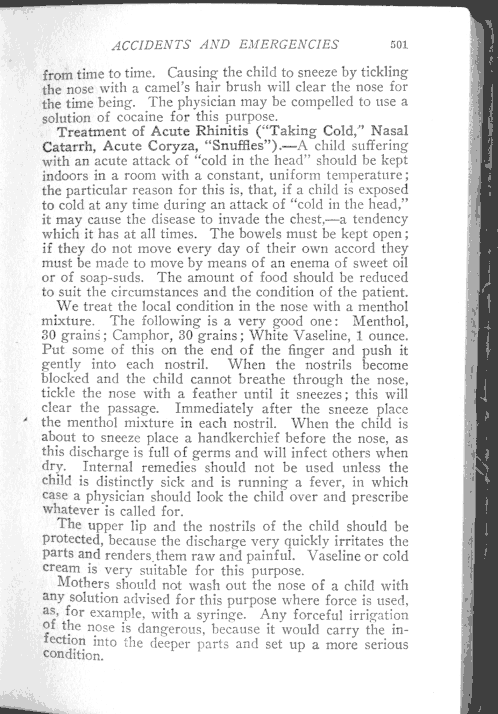 ACCIDENTS AND EMERGENCIES 501
from time to time. Causing the child to sneeze by tickling
the nose with a camel's hair brush will clear the nose for
the time being. The physician may be compelled to use a
solution of cocaine for this purpose.
Treatment of Acute Rhinitis ("Taking Cold," Nasal
Catarrh, Acute Coryza, "Snuffles").—A child suffering
with an acute attack of "cold in the head" should be kept
indoors in a room with a constant, uniform temperature;
the particular reason for this is, that, if a child is exposed
to cold at any time during an attack of "cold in the head,"
it may cause the disease to invade the chest,—a tendency
which it has at all times. The bowels must be kept open;
if they do not move every day of their own accord they
must be made to move by means of an enema of sweet oil
or of soap-suds. The amount of food should be reduced
to suit the circumstances and the condition of the patient.
We treat the local condition in the nose with a menthol
mixture. The following is a very good one: Menthol,
30 grains; Camphor, 30 grains; White Vaseline, 1 ounce.
Put some of this on the end of the finger and push it
gently into each nostril. When the nostrils become
blocked and the child cannot breathe through the nose,
tickle the nose with a feather until it sneezes; this will
clear the passage. Immediately after the sneeze place
the menthol mixture in each nostril. When the child is
about to sneeze place a handkerchief before the nose, as
this discharge is full of germs and will infect others when
dry. Internal remedies should not be used unless the
child is distinctly sick and is running a fever, in which
case a physician should look the child over and prescribe
whatever is called for.
The upper lip and the nostrils of the child should be
protected, because the discharge very quickly irritates the
parts and renders them raw and painful. Vaseline or cold
cream is very suitable for this purpose.
Mothers should not wash out the nose of a child with
any solution advised for this purpose where force is used,
as, for example, with a syringe. Any forceful irrigation
of the nose is dangerous, because it would carry the in-
fection into the deeper parts and set up a more serious
condition.